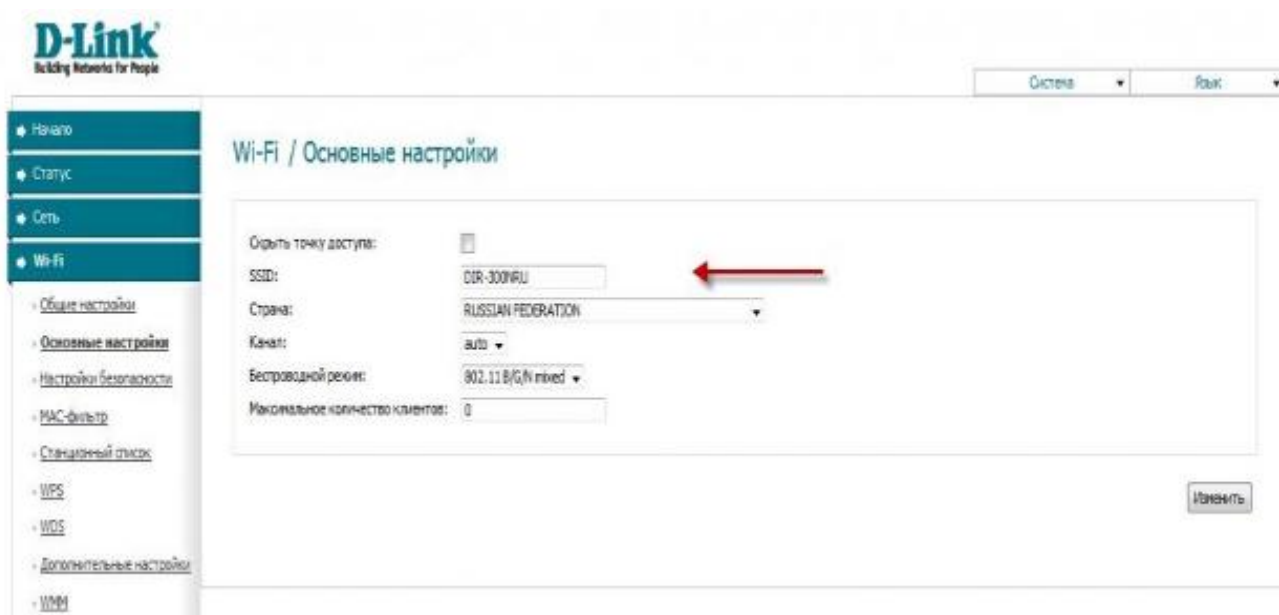 D-Link
Building Networks for People
Система
Язык
Начало
Статус
Сеть
Wi-Fi
Общие настройки
Основные настройки
Настройки безопасности
MAC-фильтр
Станционный список
WPS
WDS
Дополнительные настройки
WMM
Wi-Fi / Основные настройки
Скрыть точку доступа:
SSID: DIR-300NRU
Страна: RUSSIAN FEDERATION
Канал: auto
Беспроводной режим: 802.11 B/G/N mixed
Максимальное количество клиентов: 0
Изменить